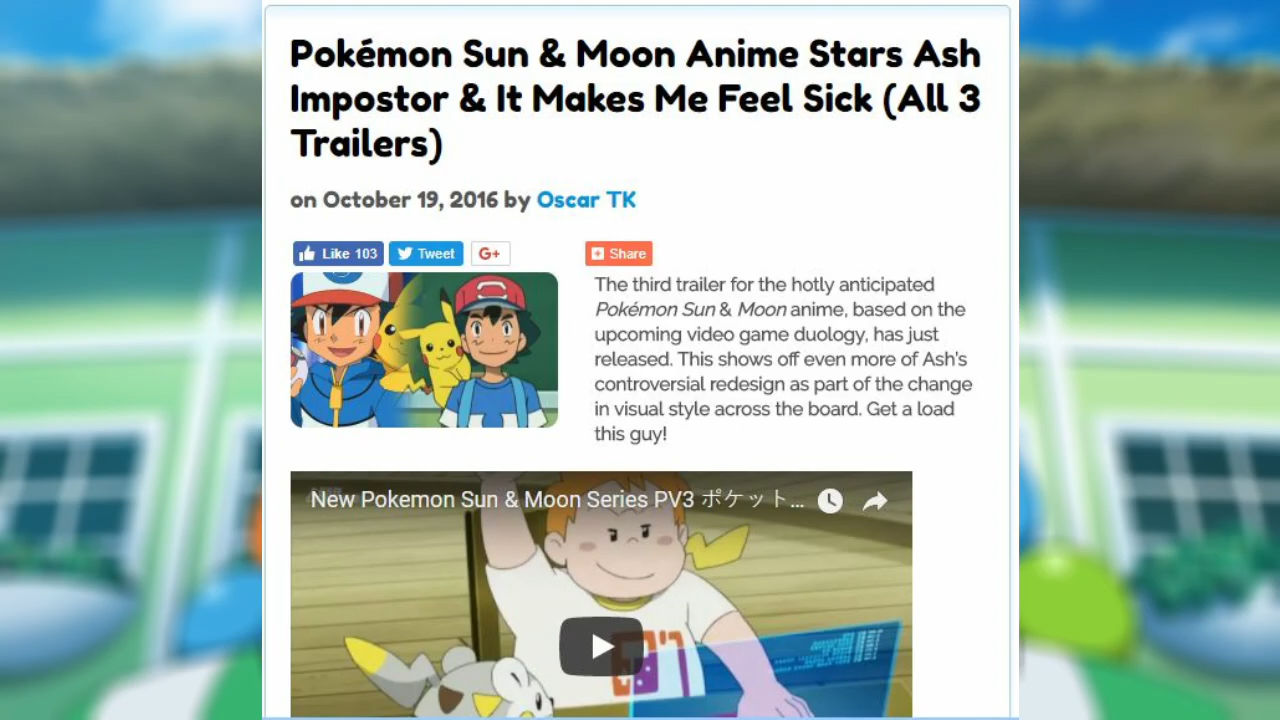 Pokémon Sun & Moon Anime Stars Ash
Impostor & It Makes Me Feel Sick (All 3
Trailers)
on October 19, 2016 by Oscar TK
Like 103 Tweet G+ Share
The third trailer for the hotly anticipated
Pokémon Sun & Moon anime, based on the
upcoming video game duology, has just
released. This shows off even more of Ash's
controversial redesign as part of the change
in visual style across the board. Get a load
this guy!
New Pokemon Sun & Moon Series PV3 ポケット...